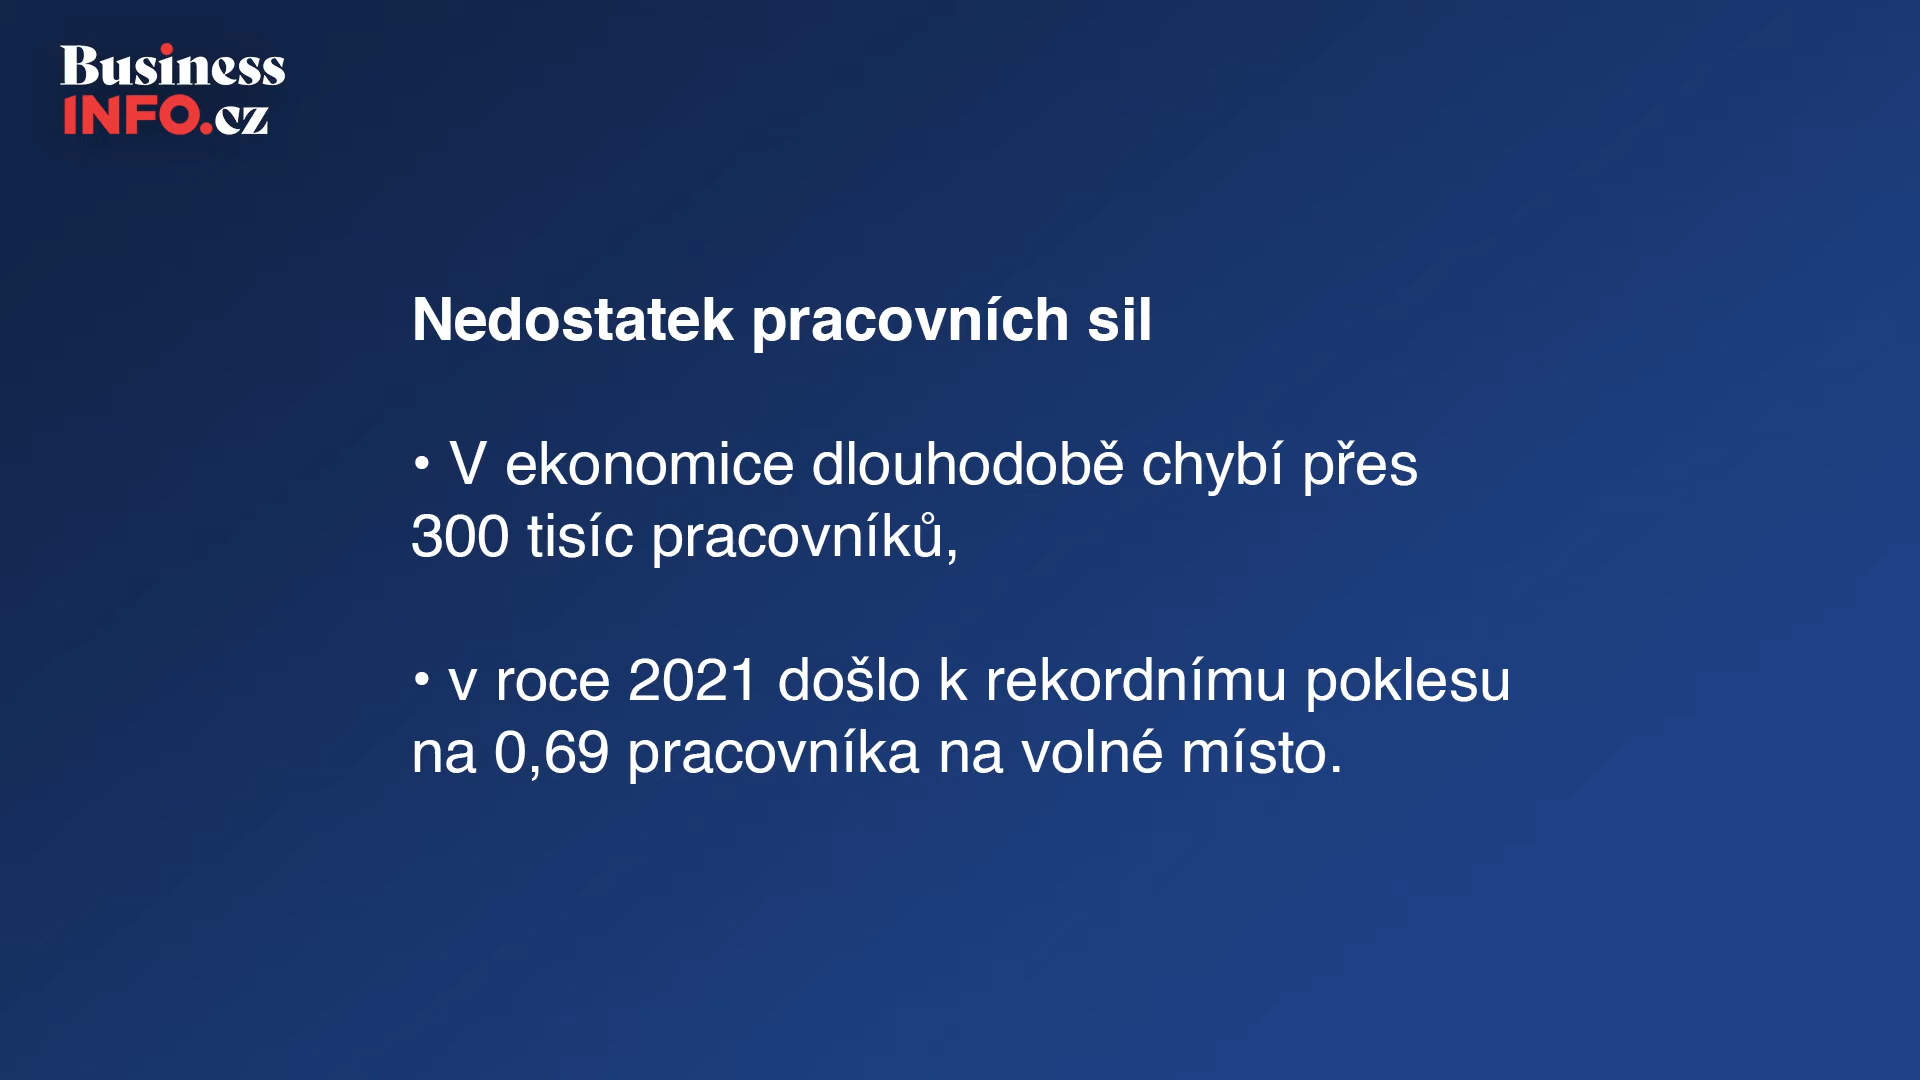 Business
INFO.cz
Nedostatek pracovních sil
• V ekonomice dlouhodobě chybí přes
300 tisíc pracovníků,
• v roce 2021 došlo k rekordnímu poklesu
na 0,69 pracovníka na volné místo.